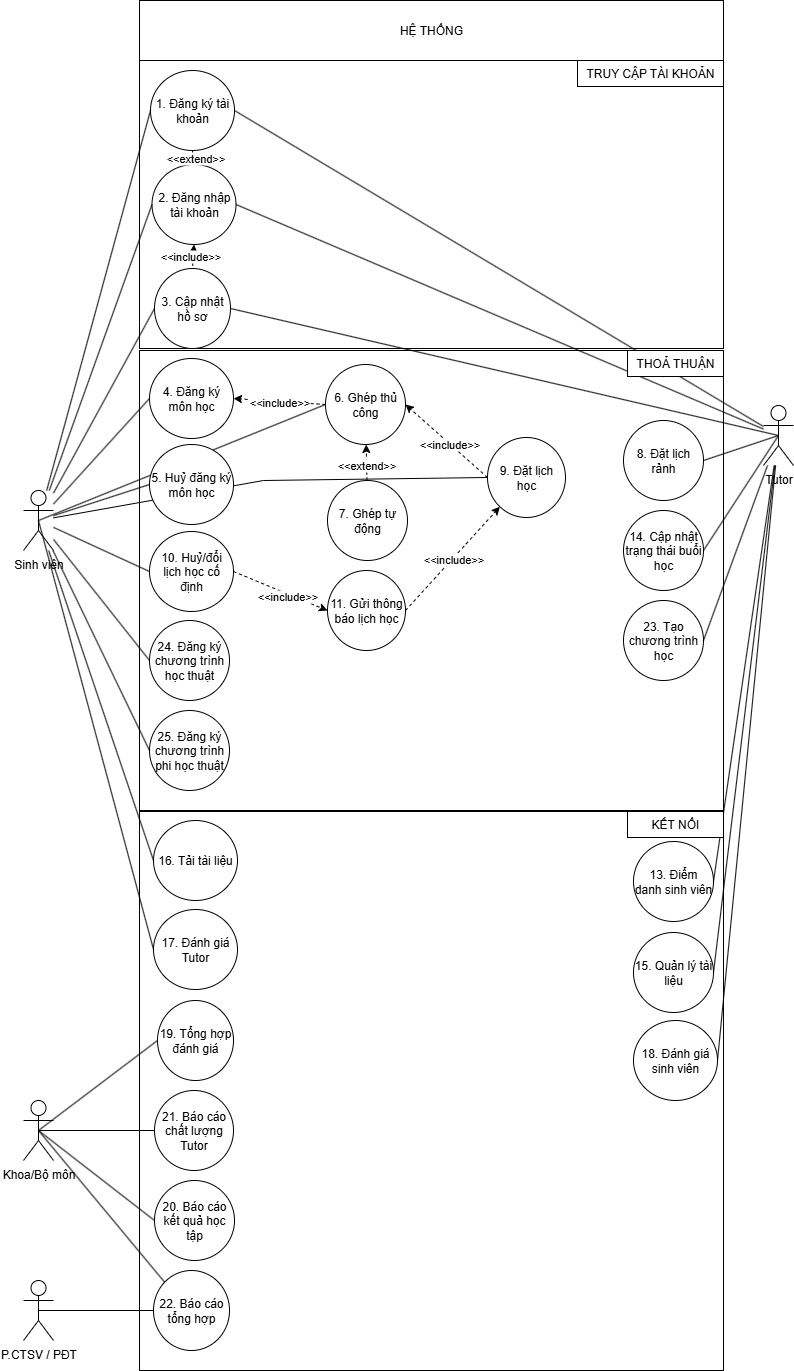 HỆ THỐNG
TRUY CẬP TÀI KHOẢN
1. Đăng ký tài
khoản
<<extend>>
2. Đăng nhập
tài khoản
<<include>>
3. Cập nhật
hồ sơ
THOẢ THUẬN
4. Đăng ký
môn học
<<include>>
6. Ghép thủ
công
<<include>>
<<extend>>
5. Huỷ đăng ký
môn học
7. Ghép tự
động
9. Đặt lịch
học
8. Đặt lịch
rảnh
Tutor
Sinh viên
10. Huỷ/đổi
lịch học cố
định
<<include>>
11. Gửi thông
báo lịch học
<<include>>
14. Cập nhật
trạng thái buổi
học
23. Tạo
chương trình
học
24. Đăng ký
chương trình
học thuật
25. Đăng ký
chương trình
phi học thuật
KẾT NỐI
16. Tải tài liệu
13. Điểm
danh sinh viên
17. Đánh giá
Tutor
15. Quản lý tài
liệu
19. Tổng hợp
đánh giá
18. Đánh giá
sinh viên
Khoa/Bộ môn
21. Báo cáo
chất lượng
Tutor
20. Báo cáo
kết quả học
tập
22. Báo cáo
tổng hợp
P.CTSV / PĐT